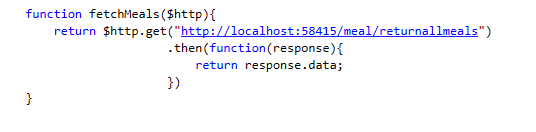 function fetchMeals($http){
return $http.get("http://localhost:58415/meal/returnallmeals")
.then(function(response){
return response.data;
})
}